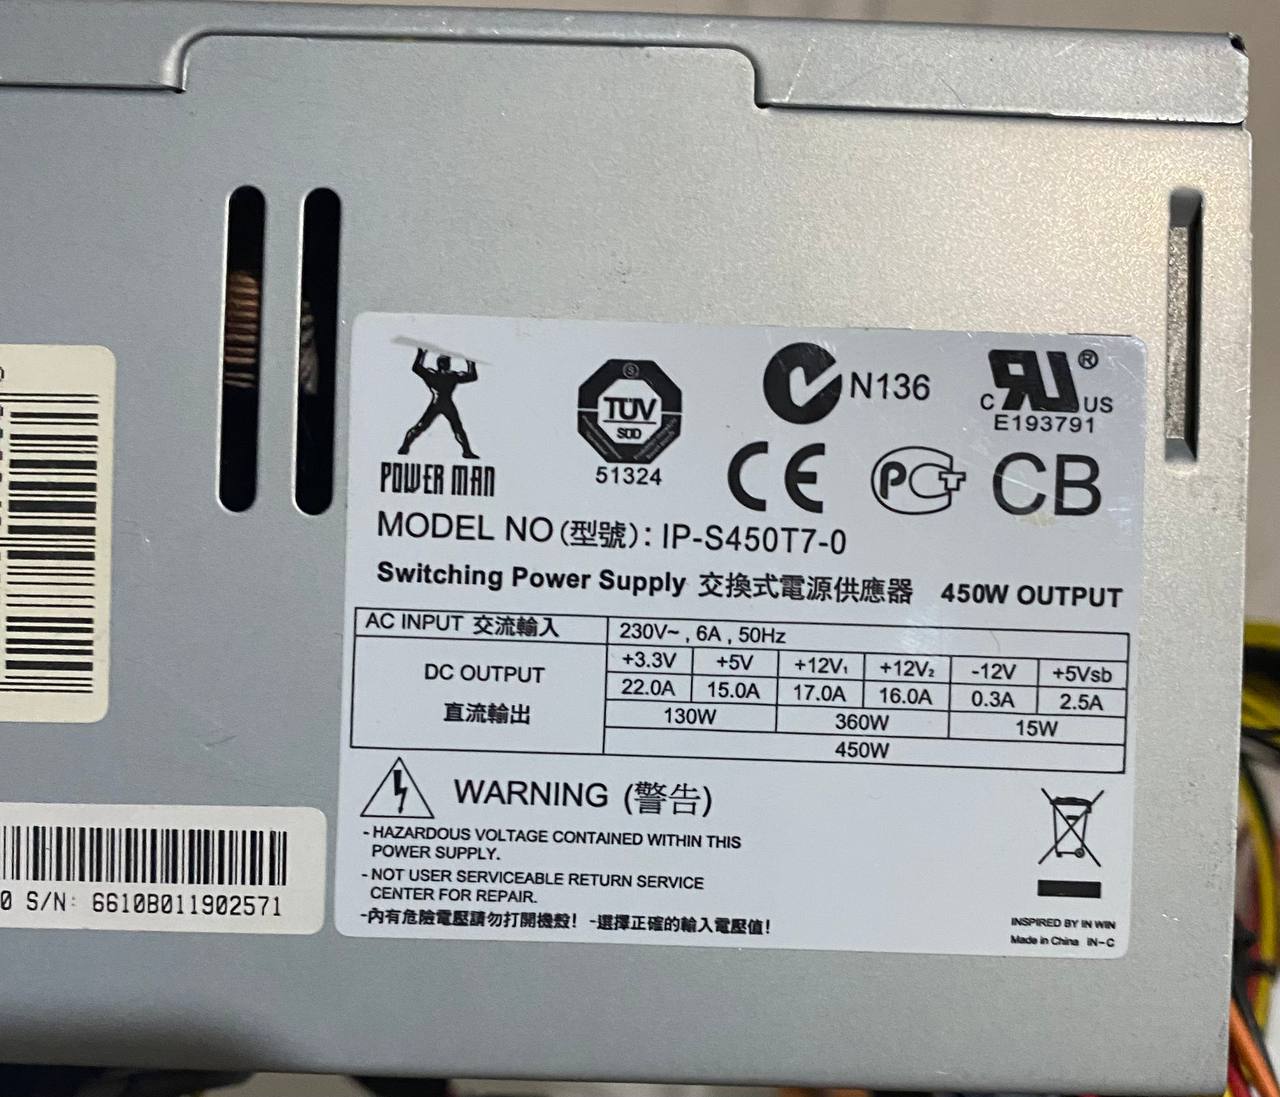 POWER MAN
TÜV
SÜD
51324
N136
C US
E193791
CE
PCT
CB
MODEL NO (型號): IP-S450T7-0
Switching Power Supply 交換式電源供應器 450W OUTPUT
AC INPUT 交流輸入 230V~, 6A, 50Hz
DC OUTPUT 直流輸出
+3.3V +5V +12V₁ +12V₂ -12V +5Vsb
22.0A 15.0A 17.0A 16.0A 0.3A 2.5A
130W 360W 15W
450W
WARNING (警告)
- HAZARDOUS VOLTAGE CONTAINED WITHIN THIS
POWER SUPPLY.
- NOT USER SERVICEABLE RETURN SERVICE
CENTER FOR REPAIR.
-內有危險電壓請勿打開機殼! -選擇正確的輸入電壓值!
INSPIRED BY IN WIN
Made in China IN-C
0 S/N: 6610B011902571